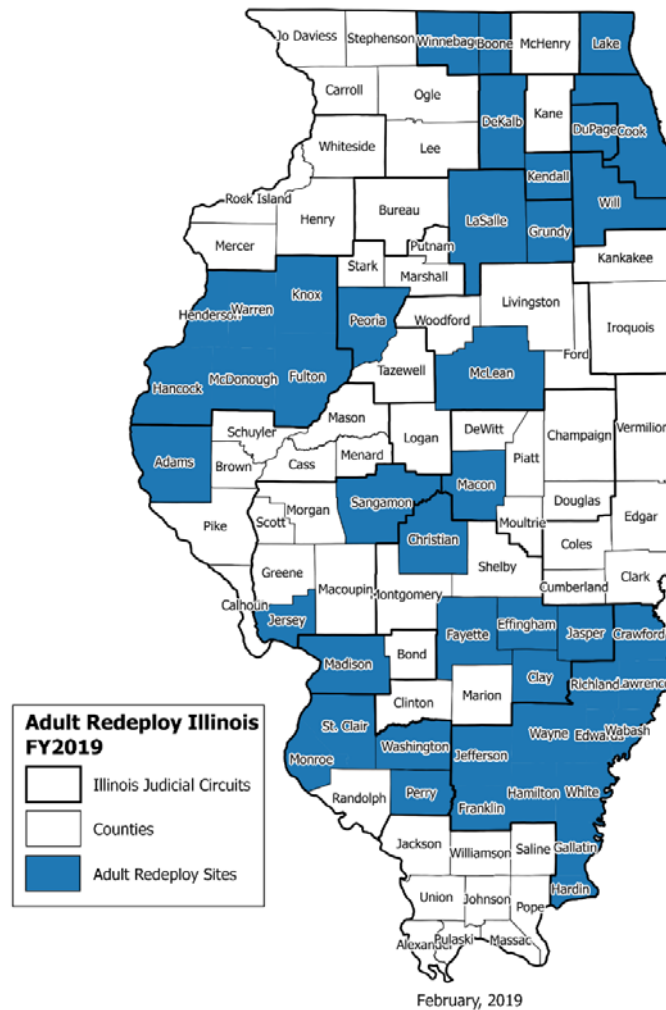 Jo Daviess
Stephenson
Winnebago
Boone
McHenry
Lake
Carroll
Ogle
DeKalb
Kane
DuPage
Cook
Whiteside
Lee
Kendall
Will
Rock Island
Henry
Bureau
LaSalle
Grundy
Mercer
Putnam
Kankakee
Stark
Marshall
Knox
Henderson
Warren
Peoria
Woodford
Livingston
Iroquois
Ford
Tazewell
McLean
Hancock
McDonough
Fulton
Mason
Schuyler
Logan
DeWitt
Champaign
Vermilion
Adams
Brown
Cass
Menard
Piatt
Macon
Sangamon
Douglas
Pike
Scott
Morgan
Moultrie
Edgar
Christian
Coles
Greene
Macoupin
Shelby
Cumberland
Clark
Calhoun
Montgomery
Jersey
Fayette
Effingham
Jasper
Crawford
Madison
Bond
Clay
Richland
Lawrence
Clinton
Marion
St. Clair
Washington
Wayne
Edwards
Wabash
Monroe
Jefferson
Randolph
Perry
Franklin
Hamilton
White
Jackson
Williamson
Saline
Gallatin
Hardin
Union
Johnson
Pope
Alexander
Pulaski
Massac
Adult Redeploy Illinois
FY2019
Illinois Judicial Circuits
Counties
Adult Redeploy Sites
February, 2019